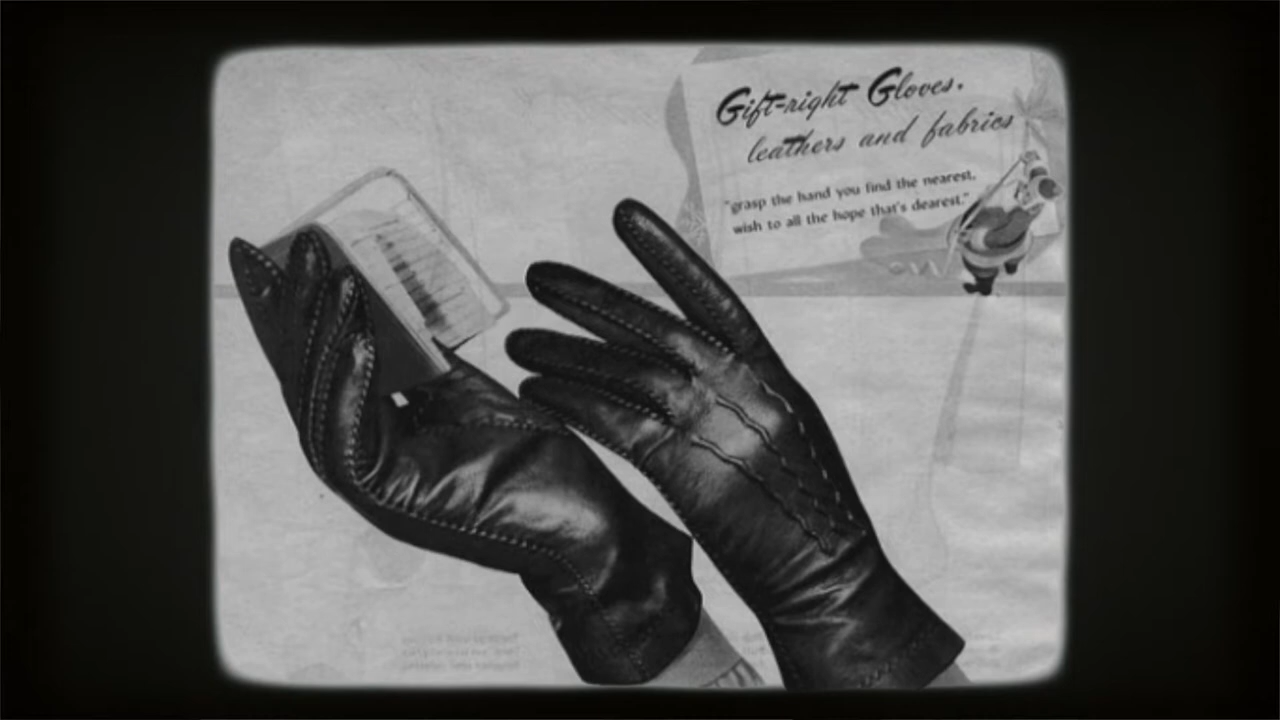 Gift-right Gloves.
leathers and fabrics
"grasp the hand you find the nearest,
wish to all the hope that's dearest."